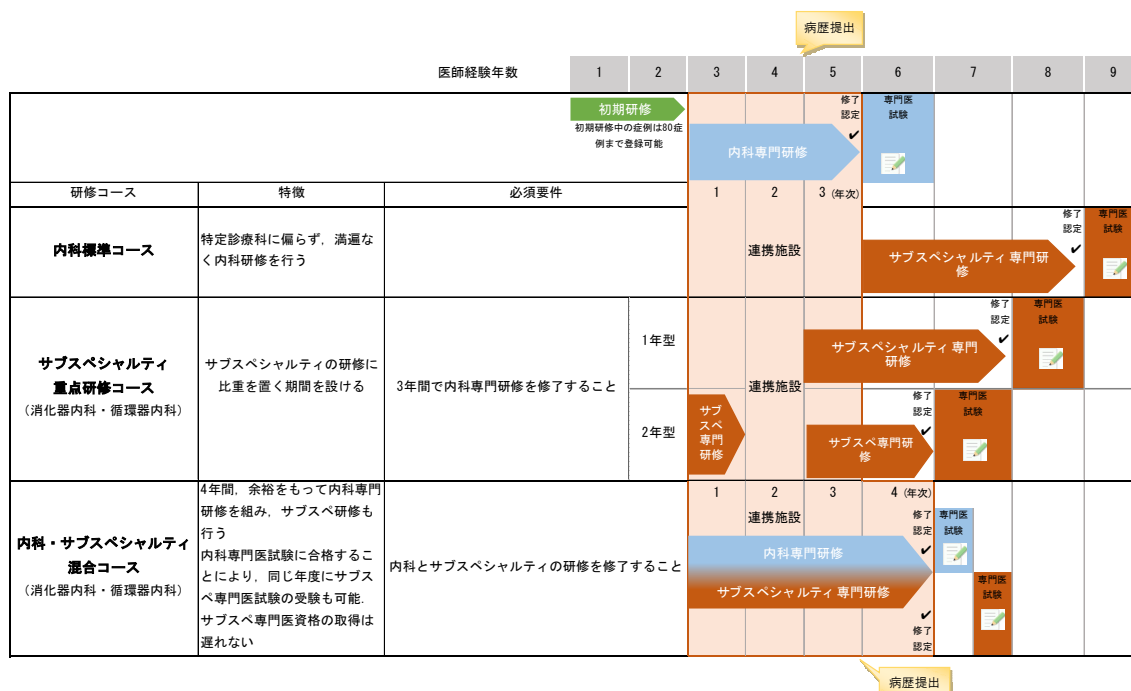 病歴提出
医師経験年数 1 2 3 4 5 6 7 8 9
初期研修
初期研修中の症例は80症
例まで登録可能
内科専門研修
修了
認定
✔
専門医
試験
研修コース 特徴 必須要件 1 2 3 (年次)
内科標準コース
特定診療科に偏らず，満遍な
く内科研修を行う
連携施設
サブスペシャルティ 専門研
修
修了
認定
✔
専門医
試験
サブスペシャルティ
重点研修コース
（消化器内科・循環器内科）
サブスペシャルティの研修に
比重を置く期間を設ける
3年間で内科専門研修を修了すること
1年型
連携施設
サブスペシャルティ 専門
研修
修了
認定
✔
専門医
試験
2年型
サブ
スペ
専門
研修
サブスペ専門研
修
修了
認定
✔
専門医
試験
内科・サブスペシャルティ
混合コース
（消化器内科・循環器内科）
4年間，余裕をもって内科専門
研修を組み，サブスペ研修も
行う
内科専門医試験に合格するこ
とにより，同じ年度にサブス
ペ専門医試験の受験も可能．
サブスペ専門医資格の取得は
遅れない
内科とサブスペシャルティの研修を修了すること
1 2 3 4 (年次)
連携施設
内科専門研修
サブスペシャルティ 専門研修
修了
認定
✔
専門医
試験
専門医
試験
✔
修了
認定
病歴提出